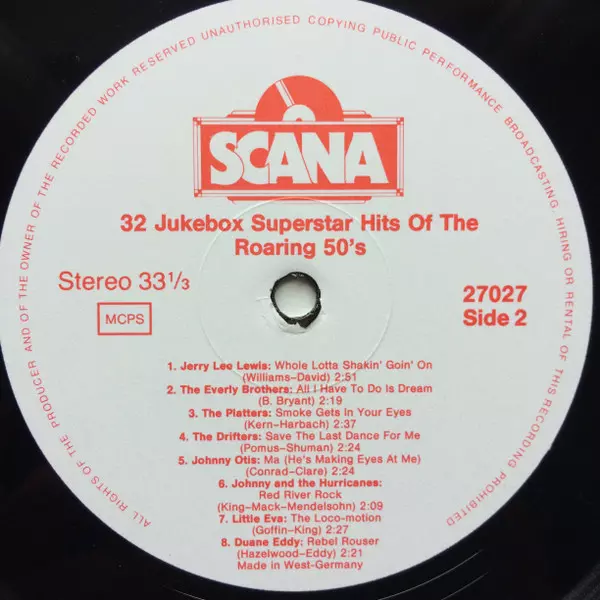 ALL RIGHTS OF THE PRODUCER AND OF THE OWNER OF THE RECORDED WORK RESERVED UNAUTHORISED COPYING PUBLIC PERFORMANCE BROADCASTING, HIRING OR RENTAL OF THIS RECORDING PROHIBITED
SCANA
32 Jukebox Superstar Hits Of The
Roaring 50's
Stereo 33 1/3
MCPS
27027
Side 2
1. Jerry Lee Lewis: Whole Lotta Shakin' Goin' On
(Williams–David) 2:51
2. The Everly Brothers: All I Have To Do Is Dream
(B. Bryant) 2:19
3. The Platters: Smoke Gets In Your Eyes
(Kern–Harbach) 2:37
4. The Drifters: Save The Last Dance For Me
(Pomus–Shuman) 2:24
5. Johnny Otis: Ma (He's Making Eyes At Me)
(Conrad–Clare) 2:24
6. Johnny and the Hurricanes:
Red River Rock
(King–Mack–Mendelsohn) 2:09
7. Little Eva: The Loco-motion
(Goffin–King) 2:27
8. Duane Eddy: Rebel Rouser
(Hazelwood–Eddy) 2:21
Made in West-Germany